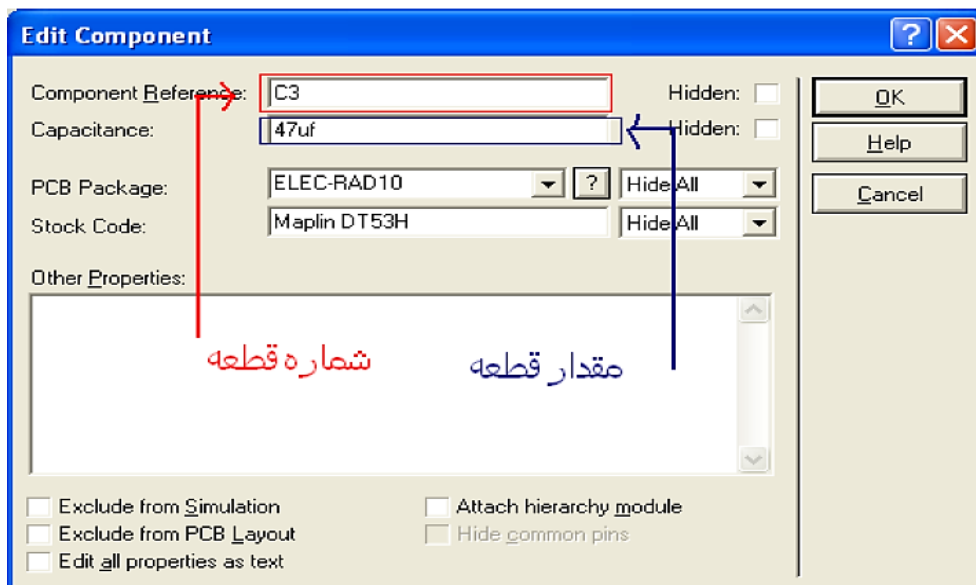 Edit Component
Component Reference: C3 Hidden:
Capacitance: 47uf Hidden:
PCB Package: ELEC-RAD10 ? Hide All
Stock Code: Maplin DT53H Hide All
Other Properties:
شماره قطعه
مقدار قطعه
Exclude from Simulation
Attach hierarchy module
Exclude from PCB Layout
Hide common pins
Edit all properties as text
OK
Help
Cancel